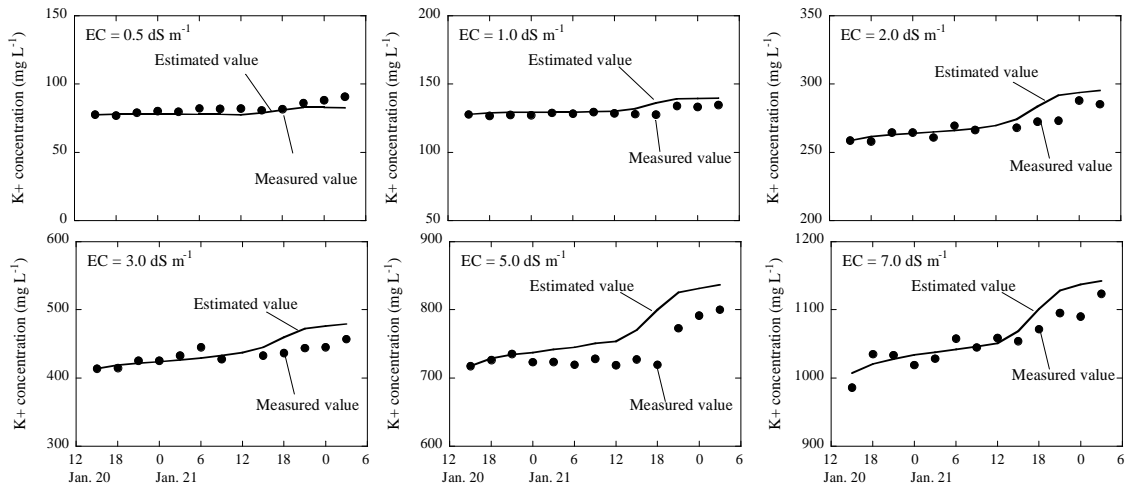 K+ concentration (mg L-1)
150
100
50
0
EC = 0.5 dS m-1
Estimated value
Measured value
K+ concentration (mg L-1)
200
150
100
50
EC = 1.0 dS m-1
Estimated value
Measured value
K+ concentration (mg L-1)
350
300
250
200
EC = 2.0 dS m-1
Estimated value
Measured value
K+ concentration (mg L-1)
600
500
400
300
EC = 3.0 dS m-1
Estimated value
Measured value
12 18 0 6 12 18 0 6
Jan. 20 Jan. 21
K+ concentration (mg L-1)
900
800
700
600
EC = 5.0 dS m-1
Estimated value
Measured value
12 18 0 6 12 18 0 6
Jan. 20 Jan. 21
K+ concentration (mg L-1)
1200
1100
1000
900
EC = 7.0 dS m-1
Estimated value
Measured value
12 18 0 6 12 18 0 6
Jan. 20 Jan. 21